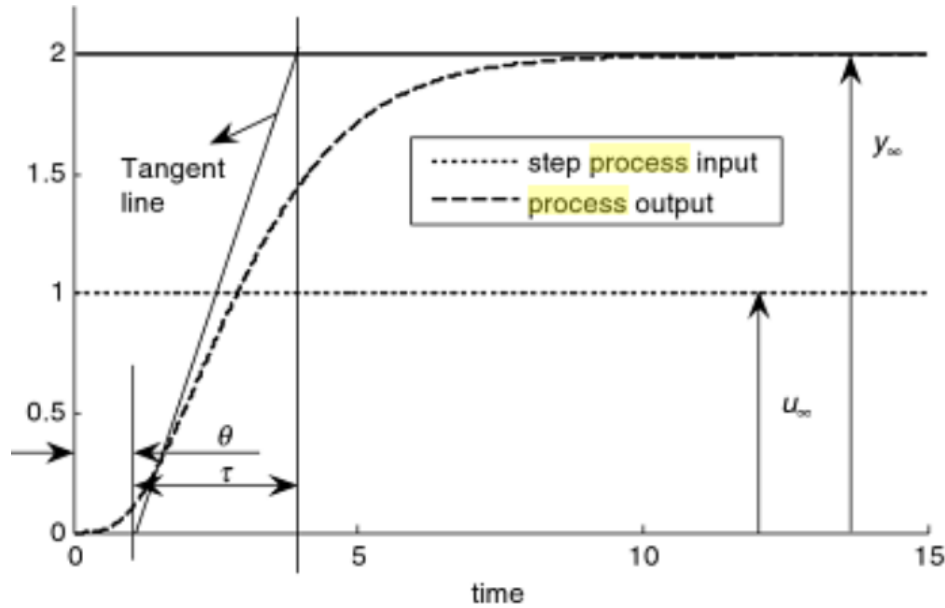 2
Tangent
line
1.5
step process input
process output
y∞
1
0.5
u∞
θ
τ
0
0
5
10
15
time